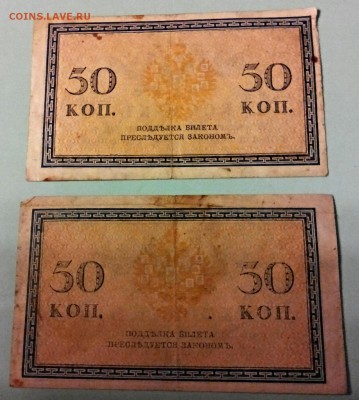 COINS.LAVE.RU
50 50
КОП. КОП.
ПОДДѢЛКА БИЛЕТА
ПРЕСЛѢДУЕТСЯ ЗАКОНОМЪ.
50 50
КОП. КОП.
ПОДДѢЛКА БИЛЕТА
ПРЕСЛѢДУЕТСЯ ЗАКОНОМЪ.